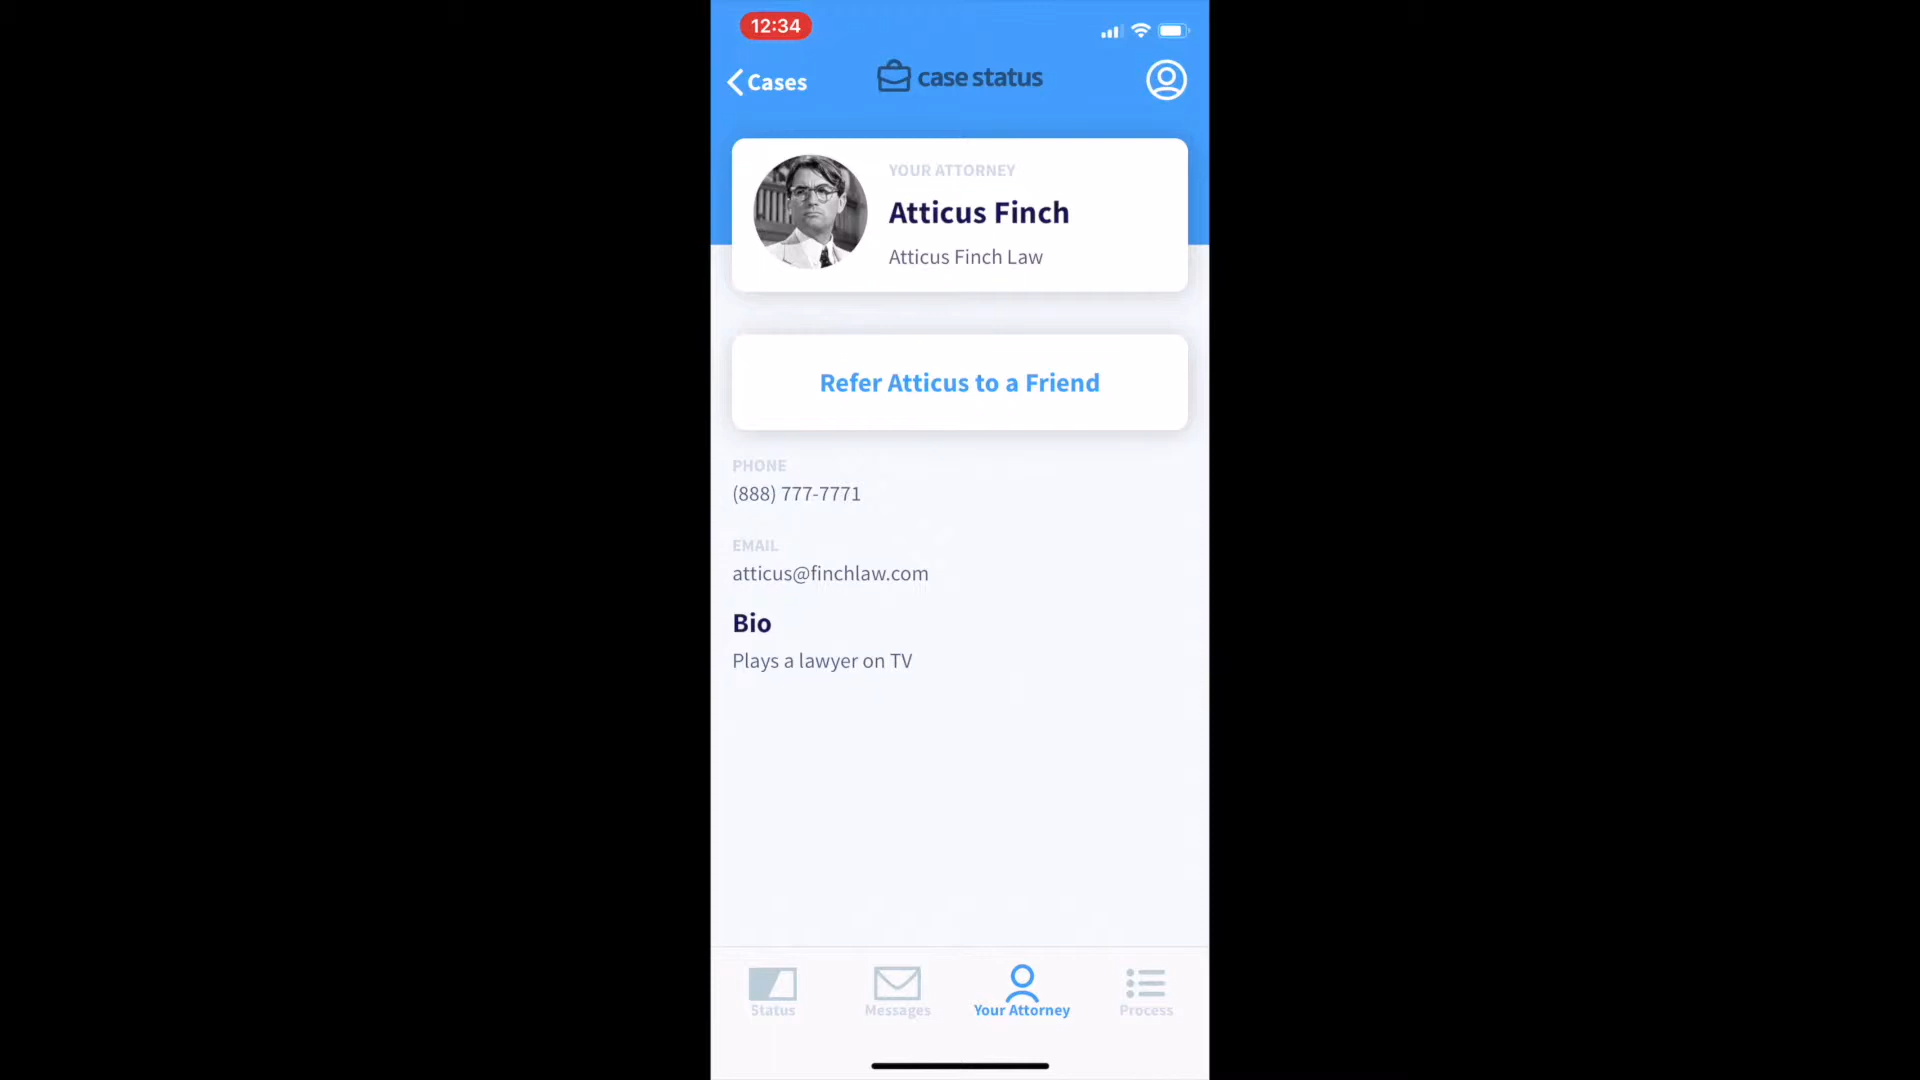 12:34
Cases
case status
YOUR ATTORNEY
Atticus Finch
Atticus Finch Law
Refer Atticus to a Friend
PHONE
(888) 777-7771
EMAIL
atticus@finchlaw.com
Bio
Plays a lawyer on TV
Status
Messages
Your Attorney
Process